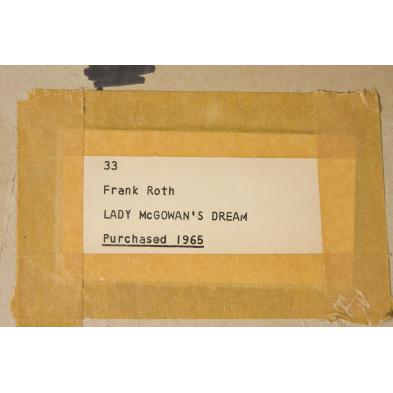 33
Frank Roth
LADY McGOWAN'S DREAM
Purchased 1965